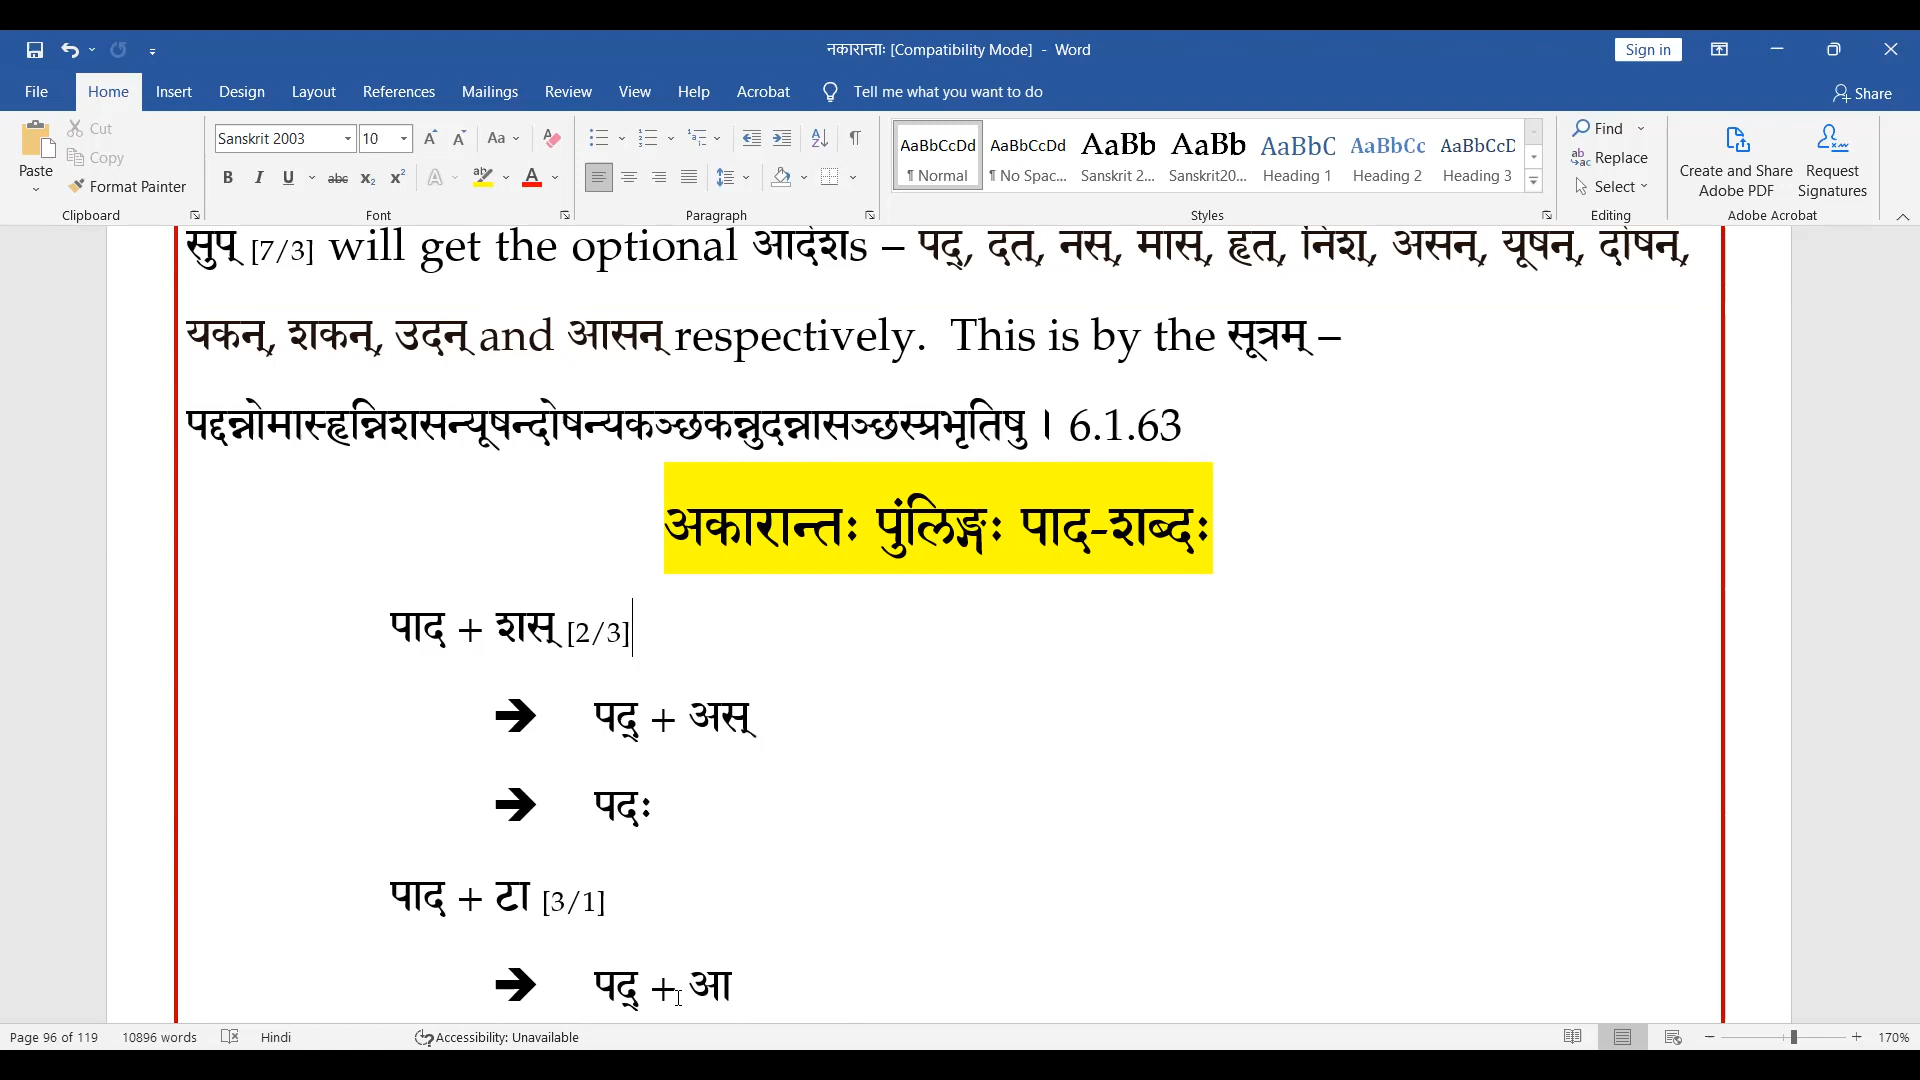 नकारान्ताः [Compatibility Mode] - Word
Sign in
File Home Insert Design Layout References Mailings Review View Help Acrobat Tell me what you want to do
Share
Paste
Cut
Copy
Format Painter
Clipboard
Sanskrit 2003 10
Font
Paragraph
AaBbCcDd AaBbCcDd AaBb AaBb AaBbC AaBbCc AaBbCcD
¶ Normal ¶ No Spac... Sanskrit 2... Sanskrit20... Heading 1 Heading 2 Heading 3
Styles
Find
Replace
Select
Editing
Create and Share Adobe PDF
Request Signatures
Adobe Acrobat
सुप् [7/3] will get the optional आदेशs – पद्, दत्, नस्, मास्, हृत्, निश्, असन्, यूषन्, दोषन्,
यकन्, शकन्, उदन् and आसन् respectively. This is by the सूत्रम् –
पद्दन्नोमास्हृन्निशसन्यूषन्दोषन्यकञ्छकन्नुदन्नासञ्छस्प्रभृतिषु । 6.1.63
अकारान्तः पुंलिङ्गः पाद-शब्दः
पाद + शस् [2/3]
➔ पद् + अस्
➔ पदः
पाद + टा [3/1]
➔ पद् + आ
Page 96 of 119 10896 words Hindi Accessibility: Unavailable 170%